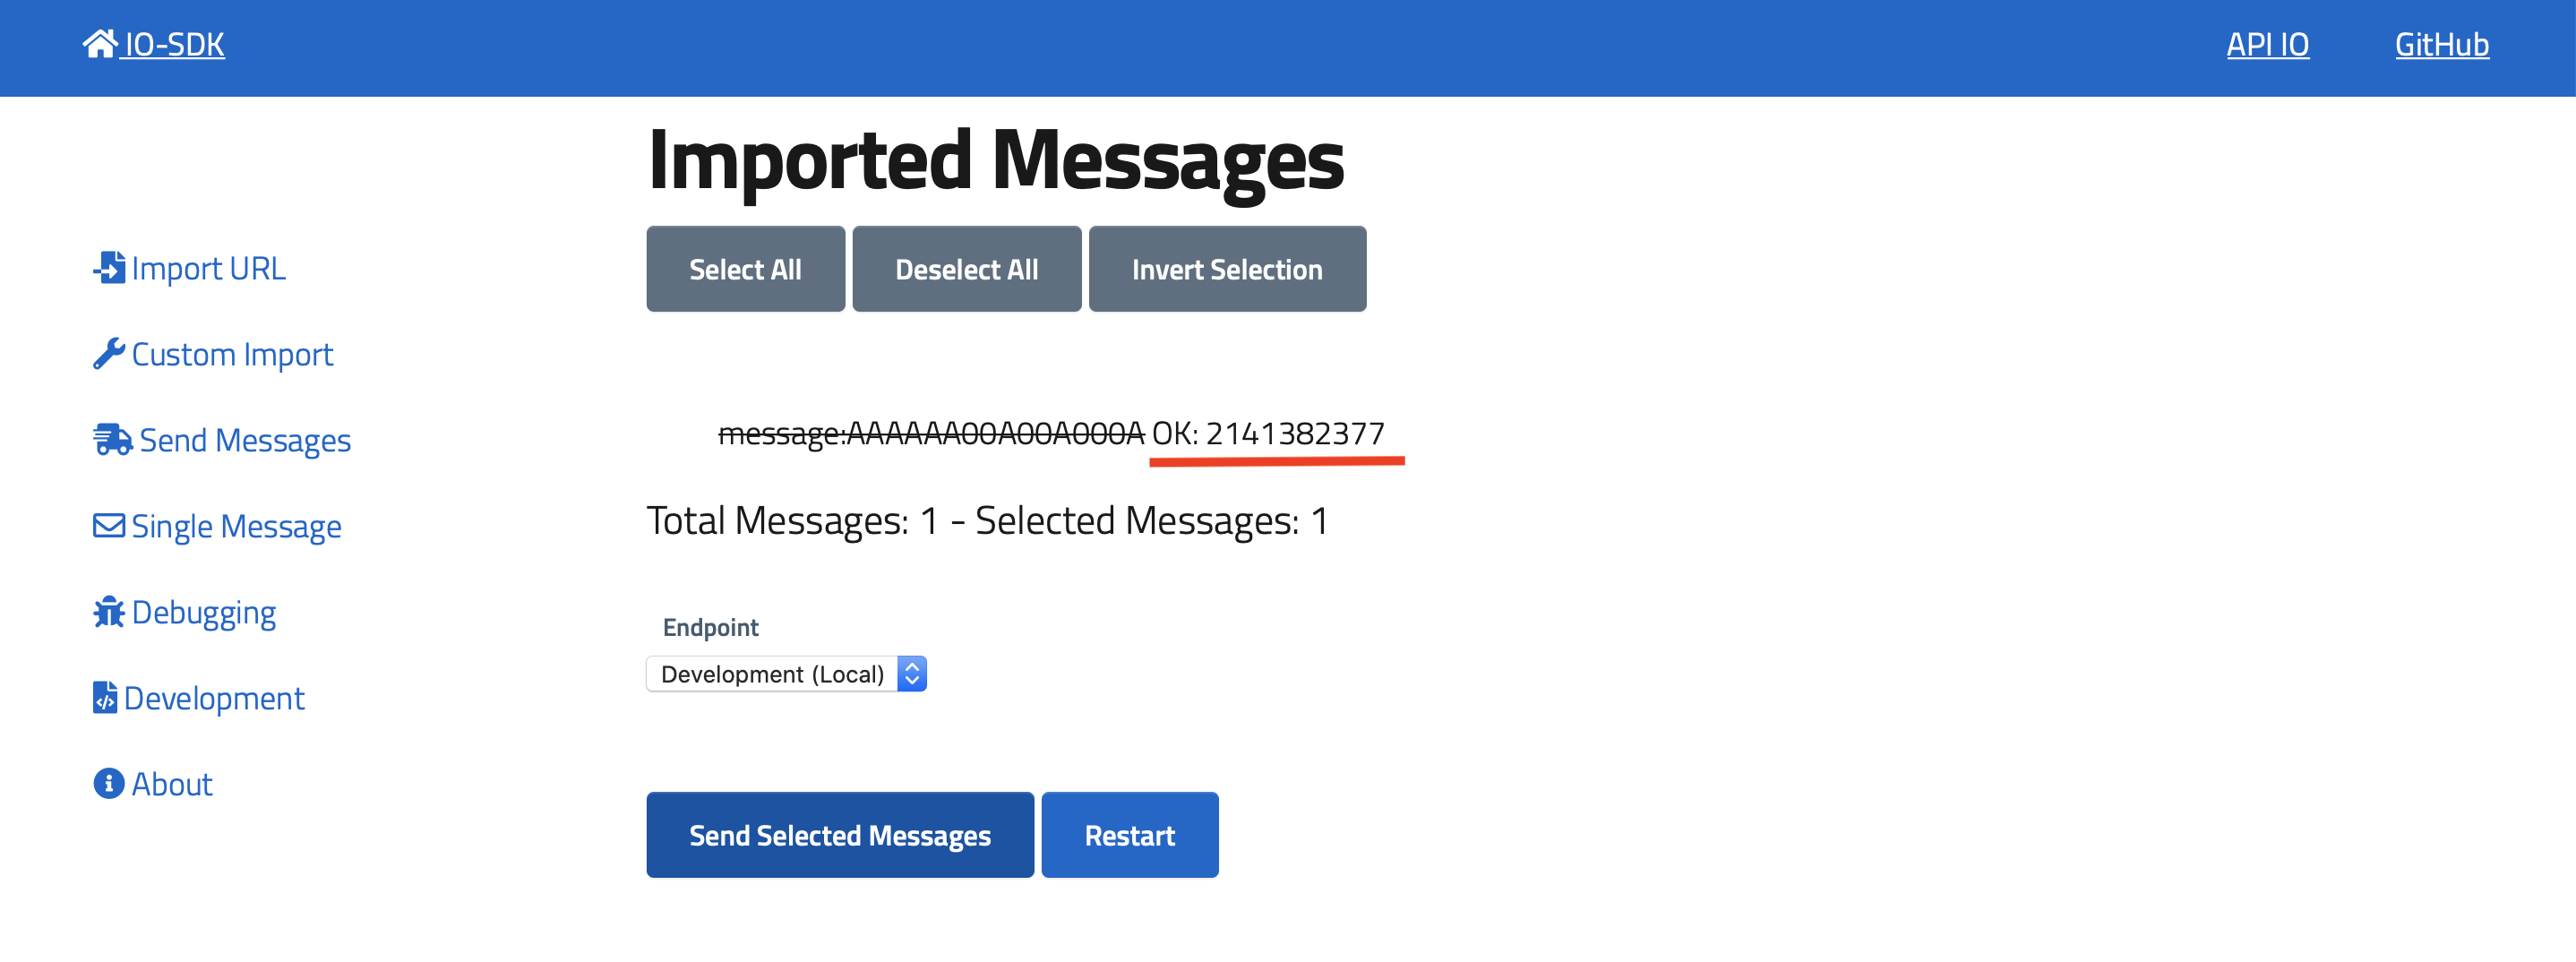 IO-SDK
API IO
GitHub
Imported Messages
Select All
Deselect All
Invert Selection
Import URL
Custom Import
Send Messages
Single Message
Debugging
Development
About
message:AAAAAA00A00A000A OK: 2141382377
Total Messages: 1 - Selected Messages: 1
Endpoint
Development (Local)
Send Selected Messages
Restart